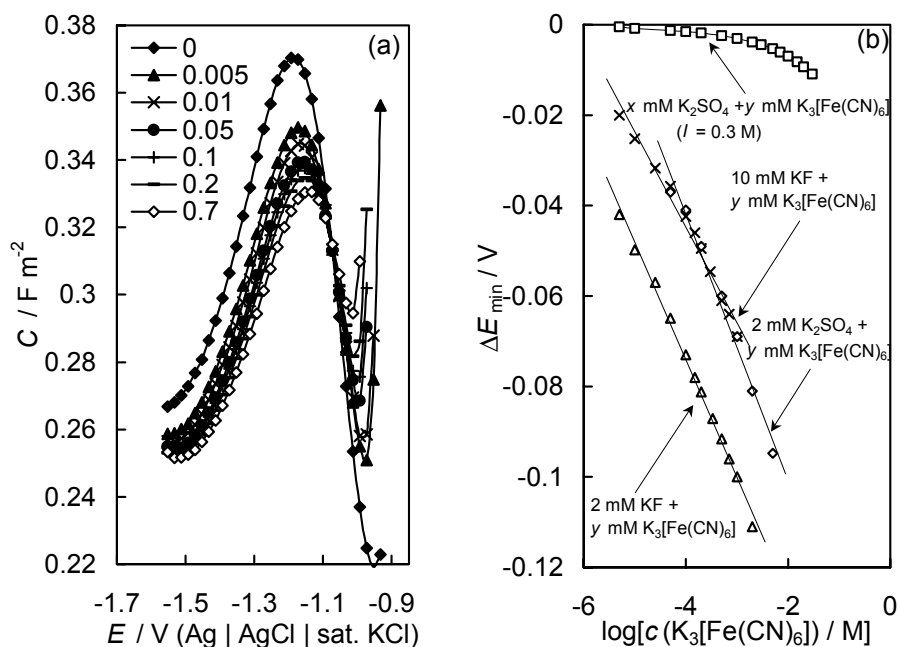 (a)
0
0.005
0.01
0.05
0.1
0.2
0.7
0.38
0.36
0.34
0.32
0.3
0.28
0.26
0.24
0.22
C / F m⁻²
-1.7 -1.5 -1.3 -1.1 -0.9
E / V (Ag | AgCl | sat. KCl)
(b)
0
-0.02
-0.04
-0.06
-0.08
-0.1
-0.12
ΔE min / V
x mM K₂SO₄ +y mM K₃[Fe(CN)₆]
(I = 0.3 M)
10 mM KF +
y mM K₃[Fe(CN)₆]
2 mM K₂SO₄ +
y mM K₃[Fe(CN)₆]
2 mM KF +
y mM K₃[Fe(CN)₆]
-6 -4 -2 0
log[c (K₃[Fe(CN)₆]) / M]